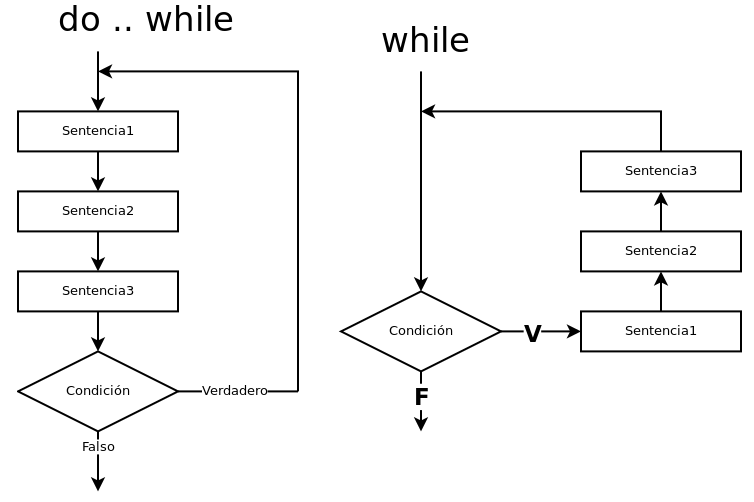 do .. while
Sentencia1
Sentencia2
Sentencia3
Condición
Verdadero
Falso
while
Sentencia3
Sentencia2
Sentencia1
Condición
V
F